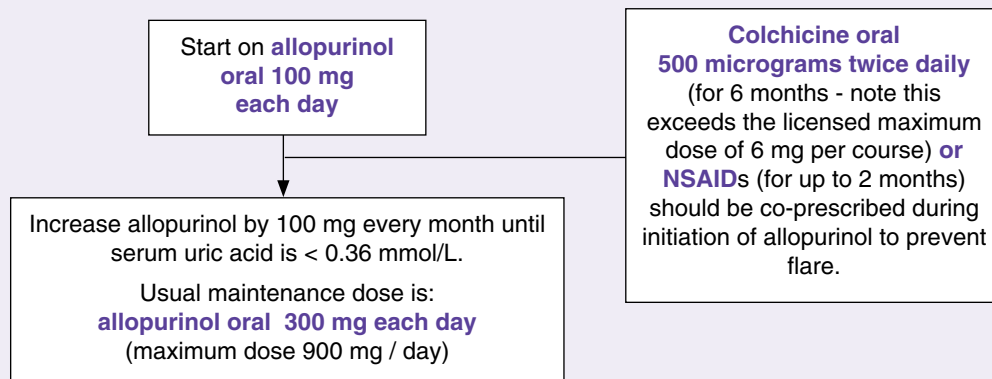 Start on allopurinol
oral 100 mg
each day
Colchicine oral
500 micrograms twice daily
(for 6 months - note this
exceeds the licensed maximum
dose of 6 mg per course) or
NSAIDs (for up to 2 months)
should be co-prescribed during
initiation of allopurinol to prevent
flare.
Increase allopurinol by 100 mg every month until
serum uric acid is < 0.36 mmol/L.
Usual maintenance dose is:
allopurinol oral 300 mg each day
(maximum dose 900 mg / day)